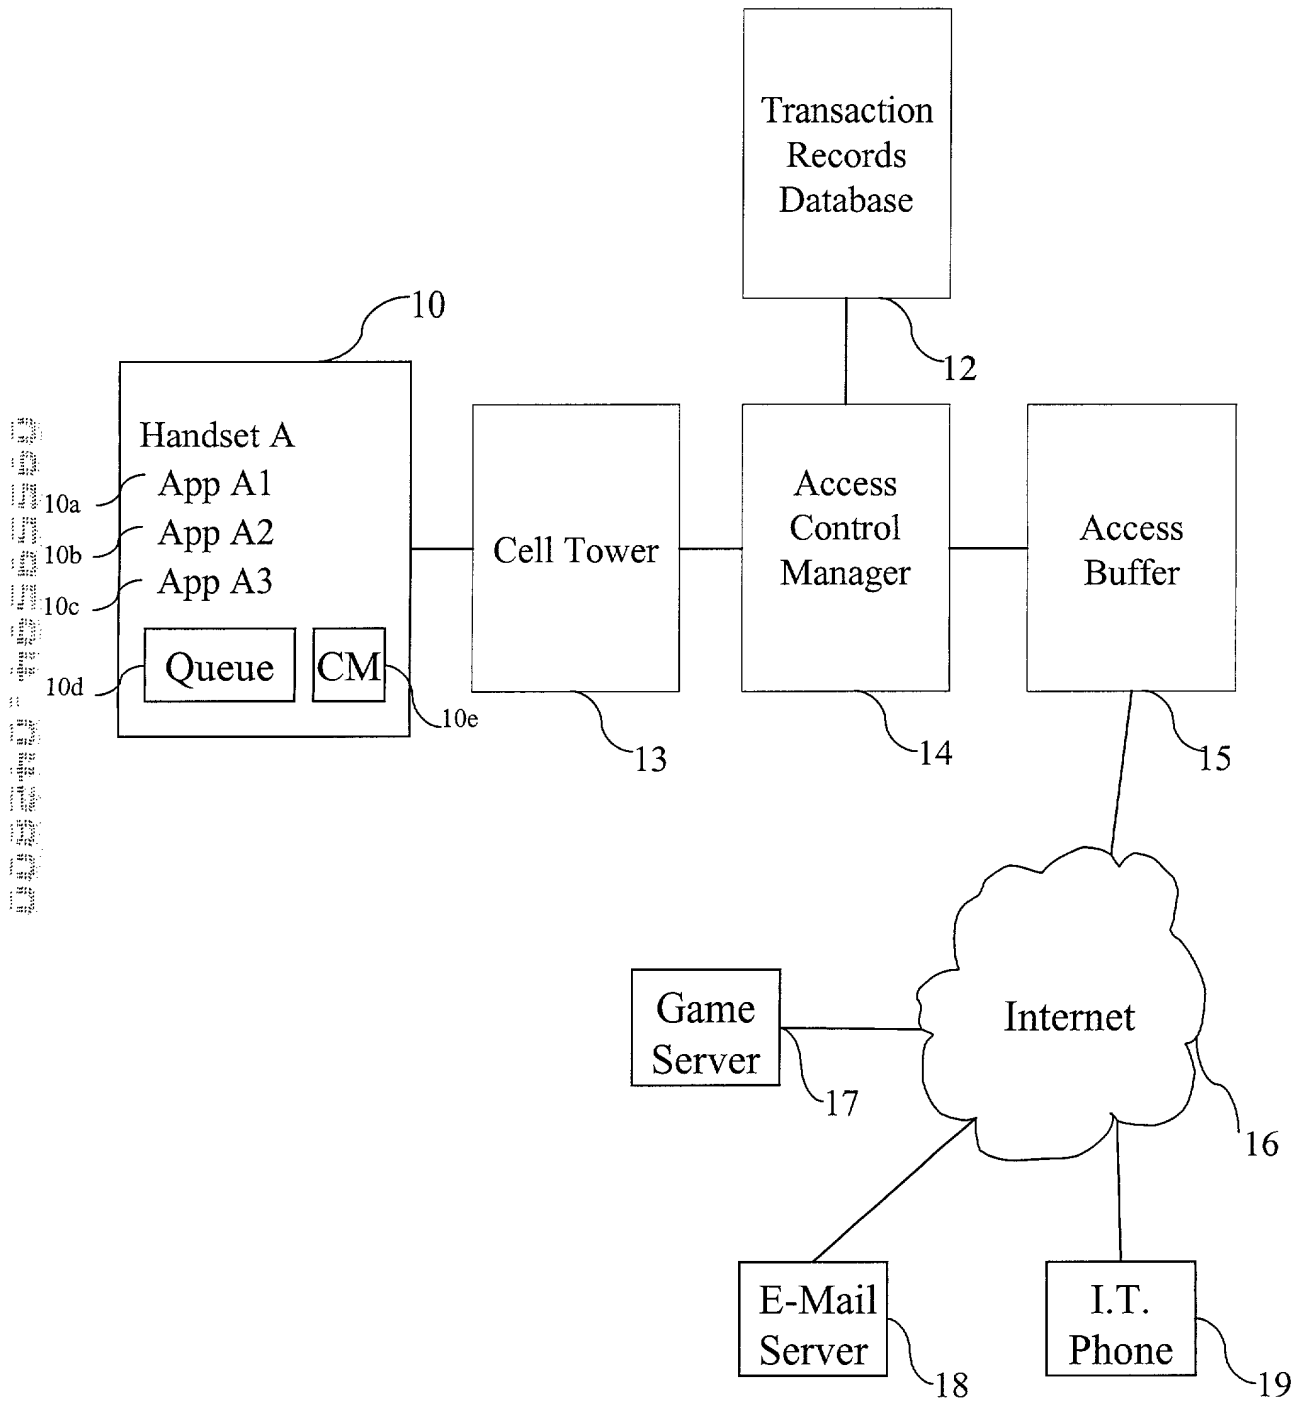 Transaction
Records
Database
10
12
Handset A
App A1
10a
App A2
10b
App A3
10c
Queue
CM
10d
10e
Cell Tower
13
Access
Control
Manager
14
Access
Buffer
15
Internet
16
Game
Server
17
E-Mail
Server
18
I.T.
Phone
19